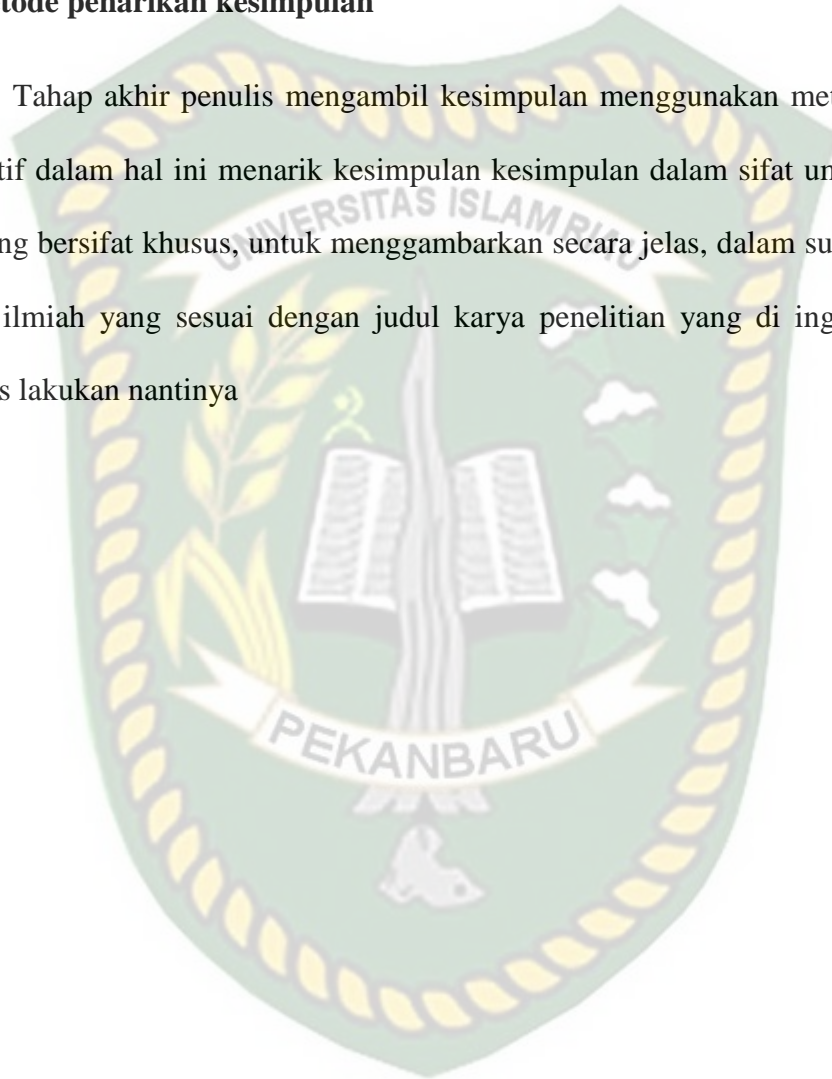 tode penarikan kesimpulan
Tahap akhir penulis mengambil kesimpulan menggunakan met
tif dalam hal ini menarik kesimpulan kesimpulan dalam sifat un
ng bersifat khusus, untuk menggambarkan secara jelas, dalam su
ilmiah yang sesuai dengan judul karya penelitian yang di ing
s lakukan nantinya
UNIVERSITAS ISLAM RIAU
PEKANBARU